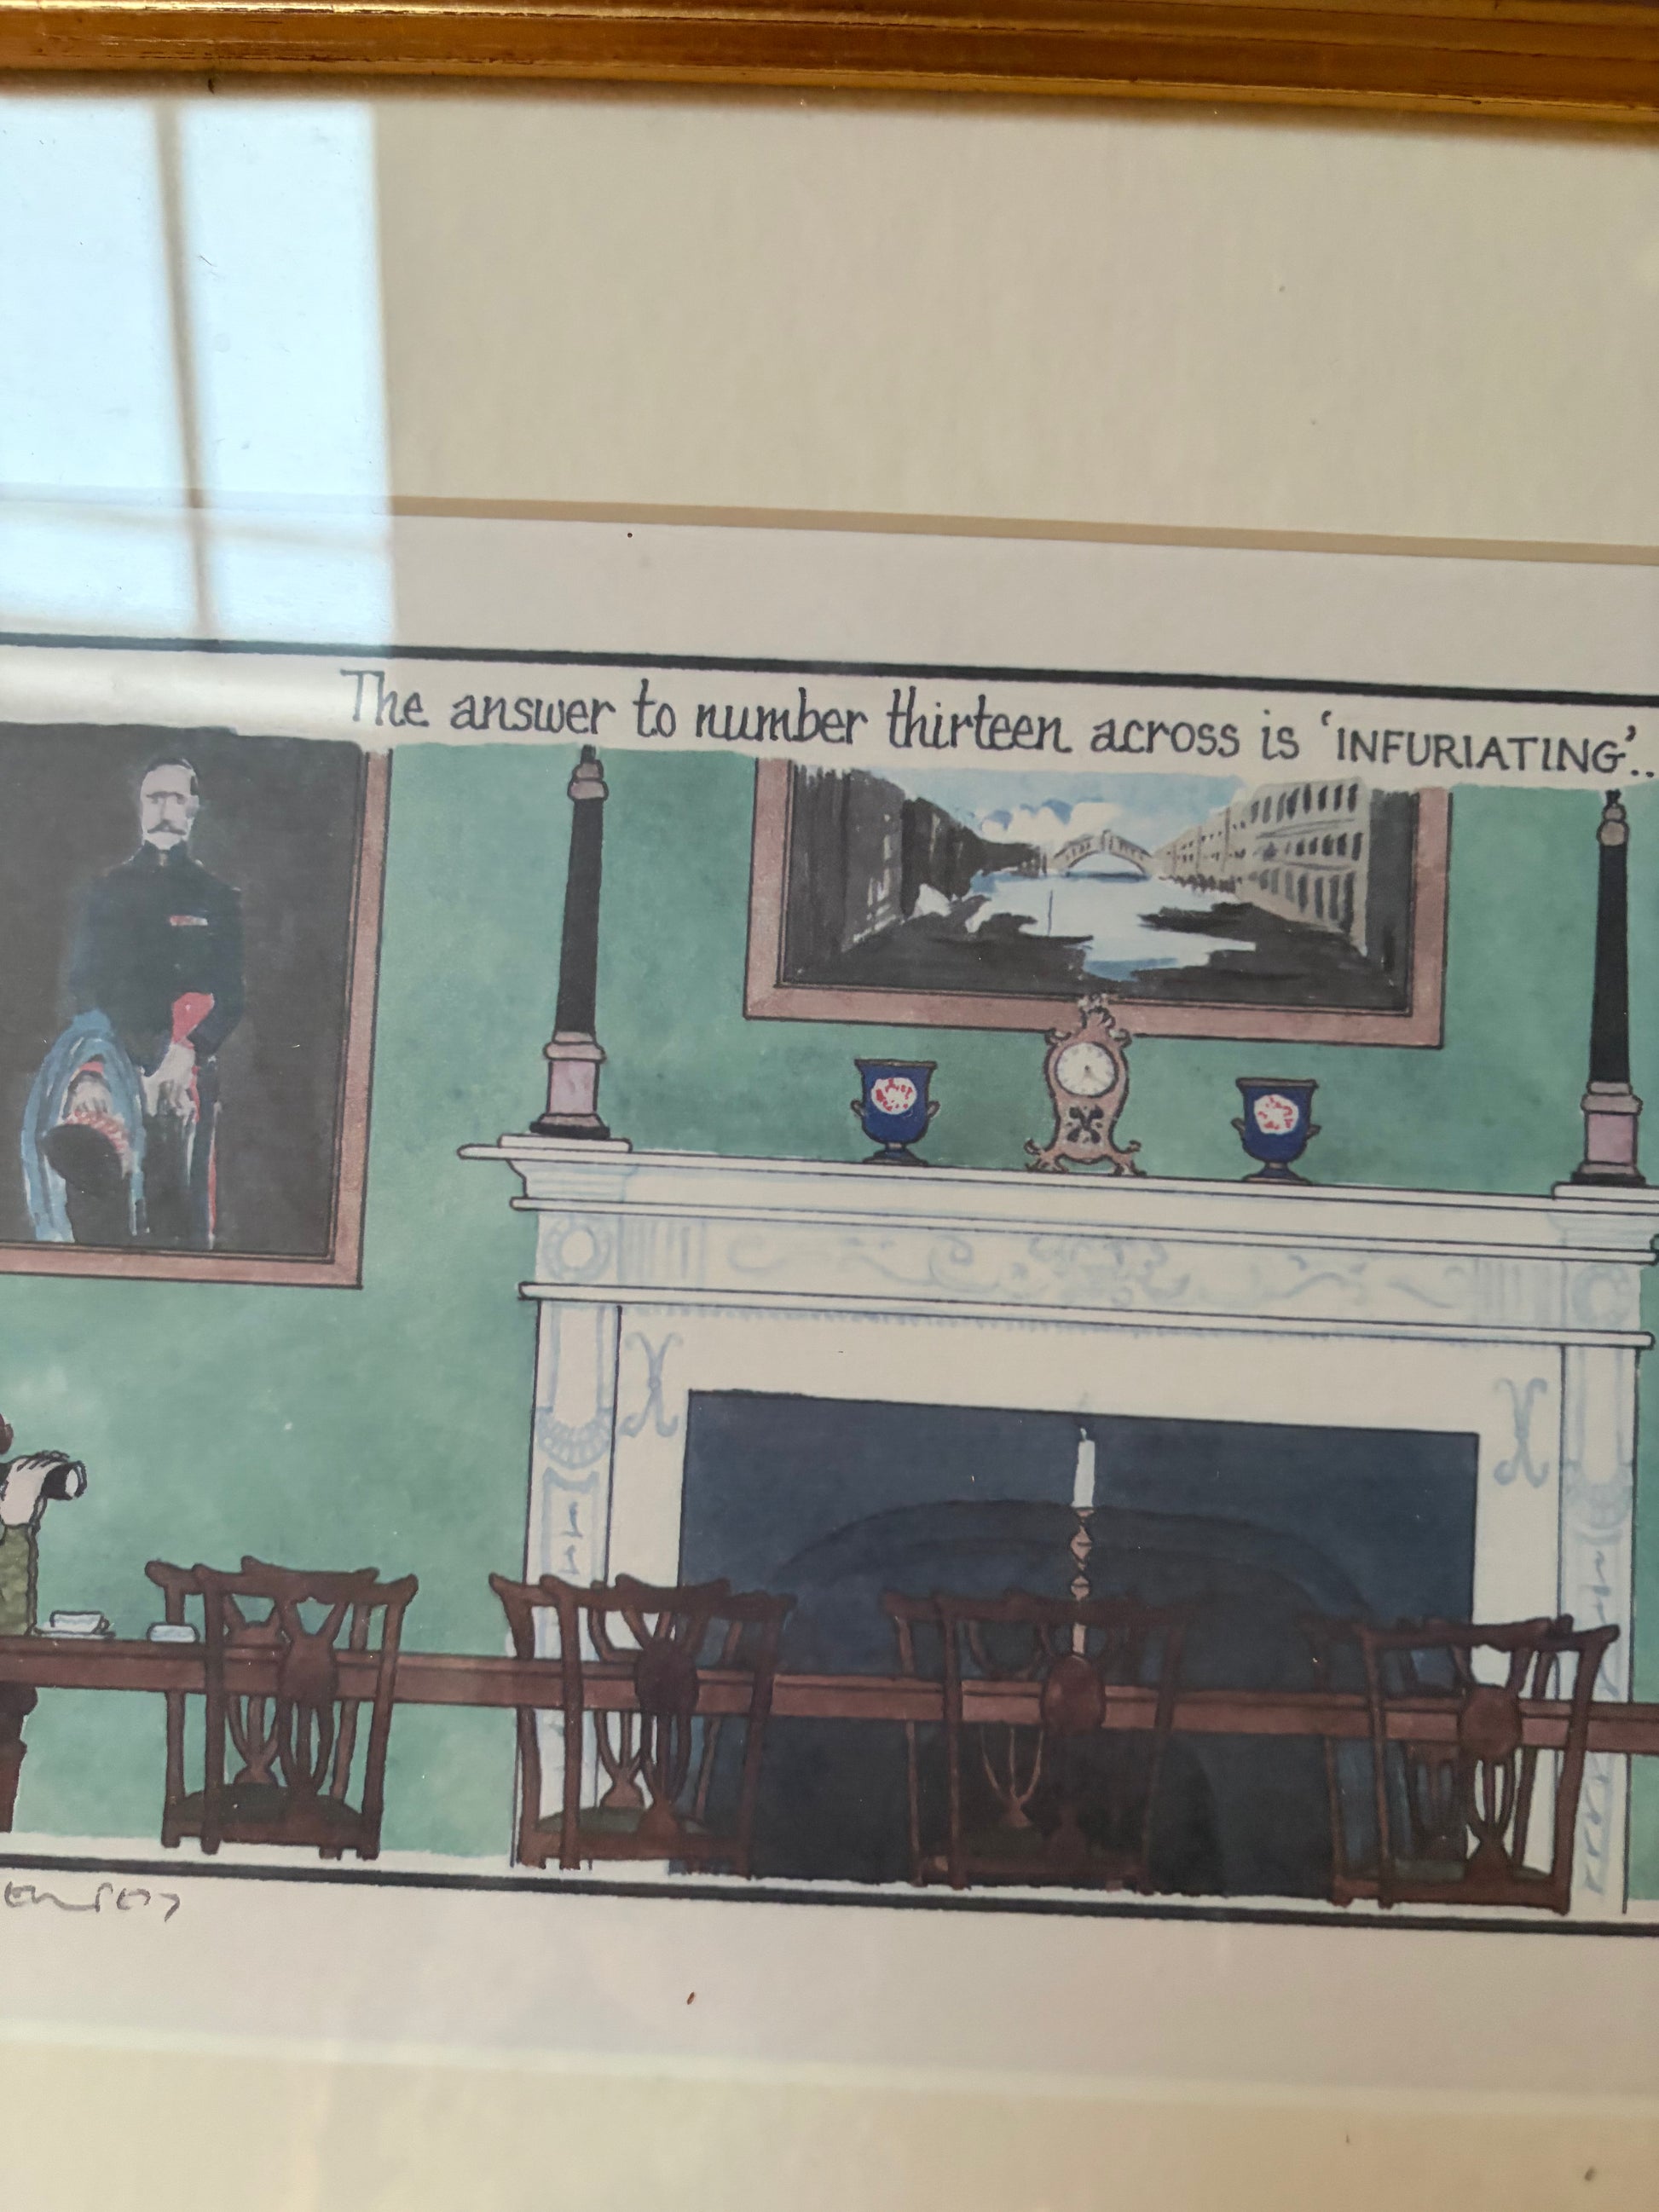 The answer to number thirteen across is 'INFURIATING'..